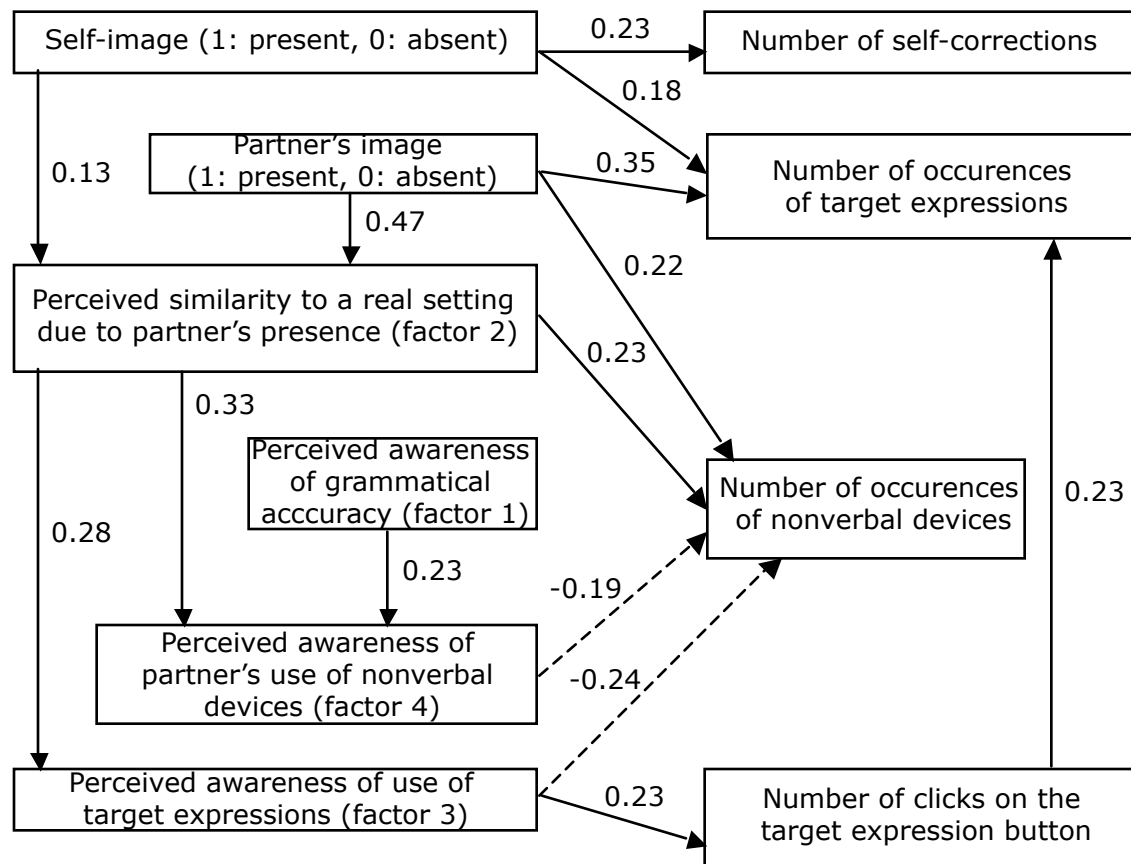 Self-image (1: present, 0: absent)
0.23
Number of self-corrections
0.18
0.13
Partner's image
(1: present, 0: absent)
0.35
Number of occurences
of target expressions
0.47
0.22
Perceived similarity to a real setting
due to partner's presence (factor 2)
0.23
0.33
Perceived awareness
of grammatical
acccuracy (factor 1)
Number of occurences
of nonverbal devices
0.23
0.28
0.23
-0.19
Perceived awareness of
partner's use of nonverbal
devices (factor 4)
-0.24
Perceived awareness of use of
target expressions (factor 3)
0.23
Number of clicks on the
target expression button